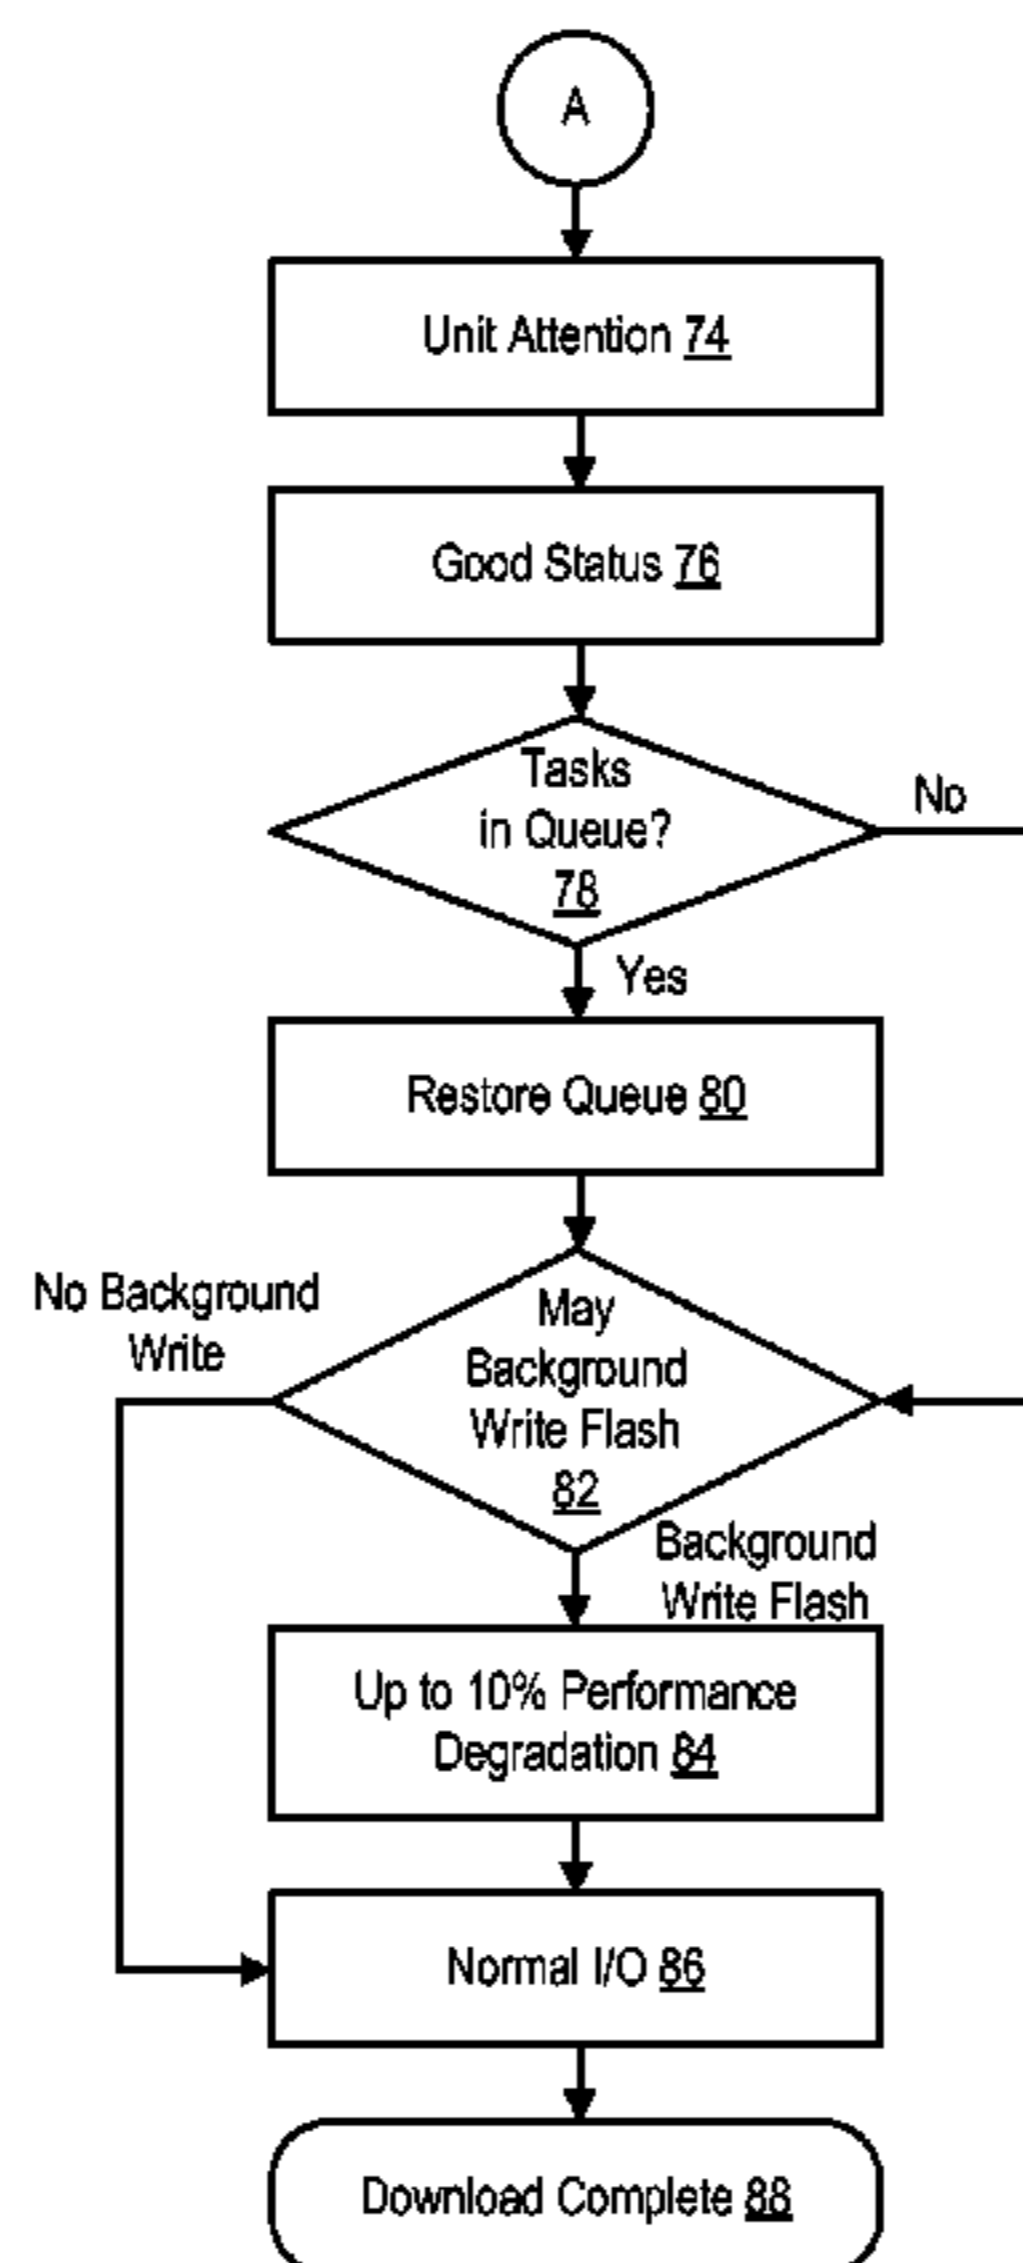 A
Unit Attention 74
Good Status 76
Tasks
in Queue?
78
No
Yes
Restore Queue 80
No Background
Write
May
Background
Write Flash
82
Background
Write Flash
Up to 10% Performance
Degradation 84
Normal I/O 86
Download Complete 88